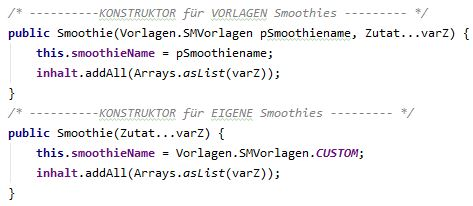 /* ----------KONSTRUKTOR für VORLAGEN Smoothies --------- */
public Smoothie(Vorlagen.SMVorlagen pSmoothiename, Zutat...varZ) {
    this.smoothieName = pSmoothiename;
    inhalt.addAll(Arrays.asList(varZ));
}
/* ----------KONSTRUKTOR für EIGENE Smoothies --------- */
public Smoothie(Zutat...varZ) {
    this.smoothieName = Vorlagen.SMVorlagen.CUSTOM;
    inhalt.addAll(Arrays.asList(varZ));
}